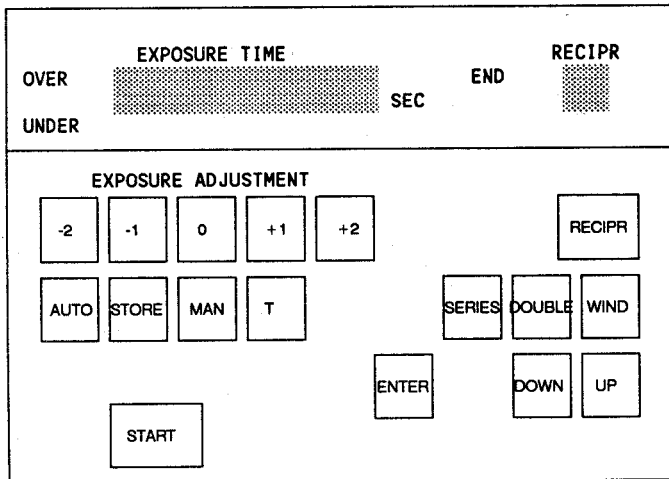 EXPOSURE TIME RECIPR
OVER END
SEC
UNDER
EXPOSURE ADJUSTMENT
-2 -1 0 +1 +2 RECIPR
AUTO STORE MAN T SERIES DOUBLE WIND
ENTER DOWN UP
START